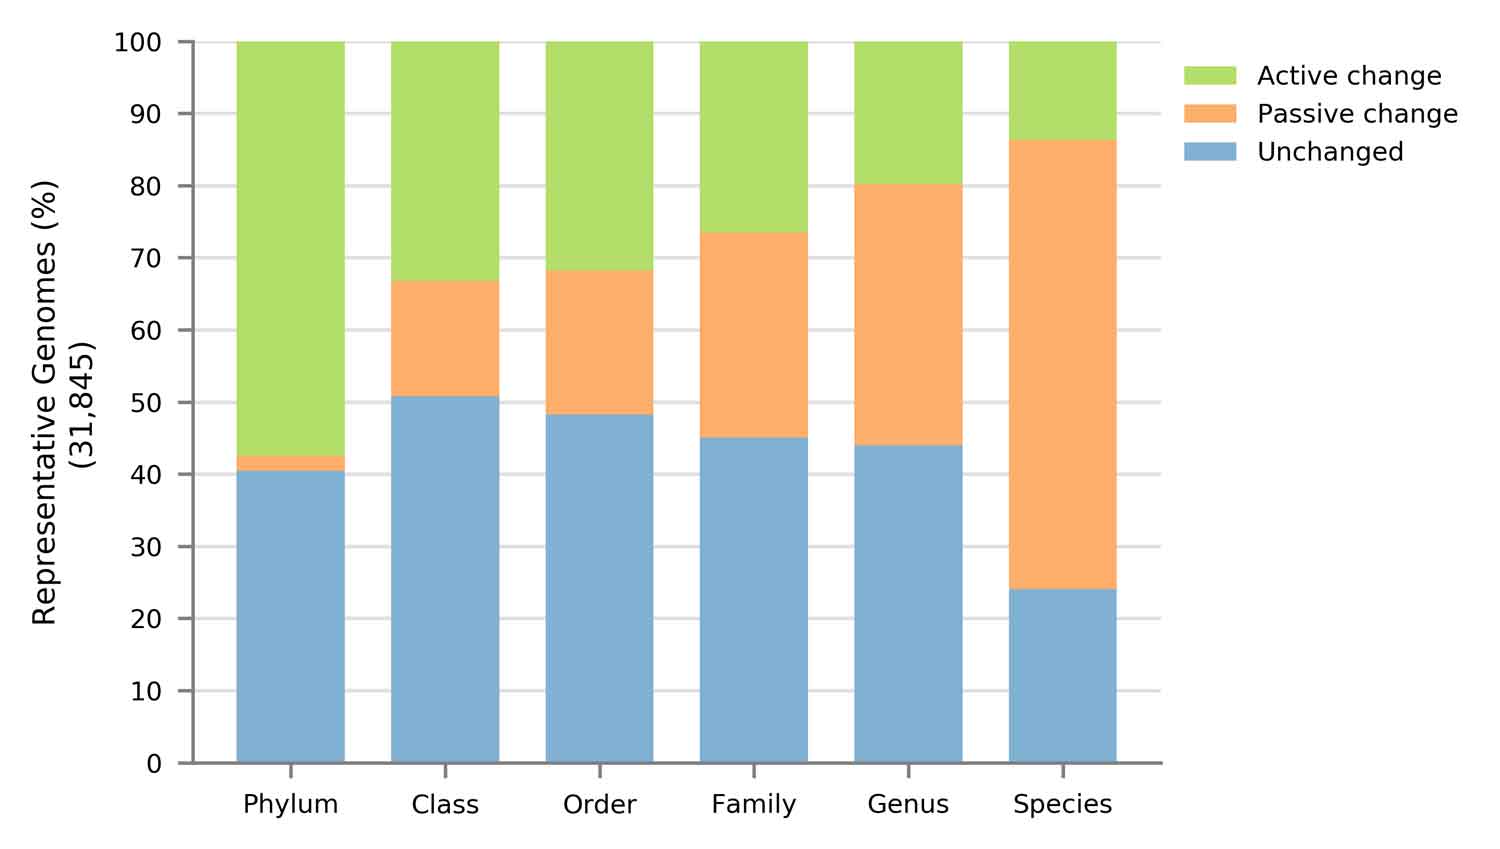 Representative Genomes (%)
(31,845)
100
90
80
70
60
50
40
30
20
10
0
Phylum
Class
Order
Family
Genus
Species
Active change
Passive change
Unchanged